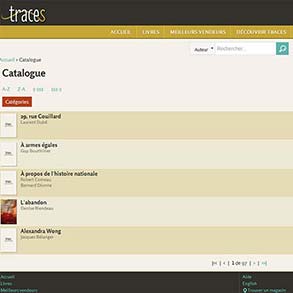 traces
ACCUEIL LIVRES MEILLEURS VENDEURS DÉCOUVRIR TRACES
Auteur Rechercher...
Accueil » Catalogue
Catalogue
A-Z Z-A
Catégories
29, rue Couillard
Laurent Dubé
À armes égales
Guy Bouthillier
À propos de l'histoire nationale
Robert Comeau
Bernard Dionne
L'abandon
Denise Riendeau
Alexandra Wong
Jacques Bélanger
|< | < | 1 de 97 | > | >|
Accueil Aide
Livres English
Meilleurs vendeurs Trouver un magasin